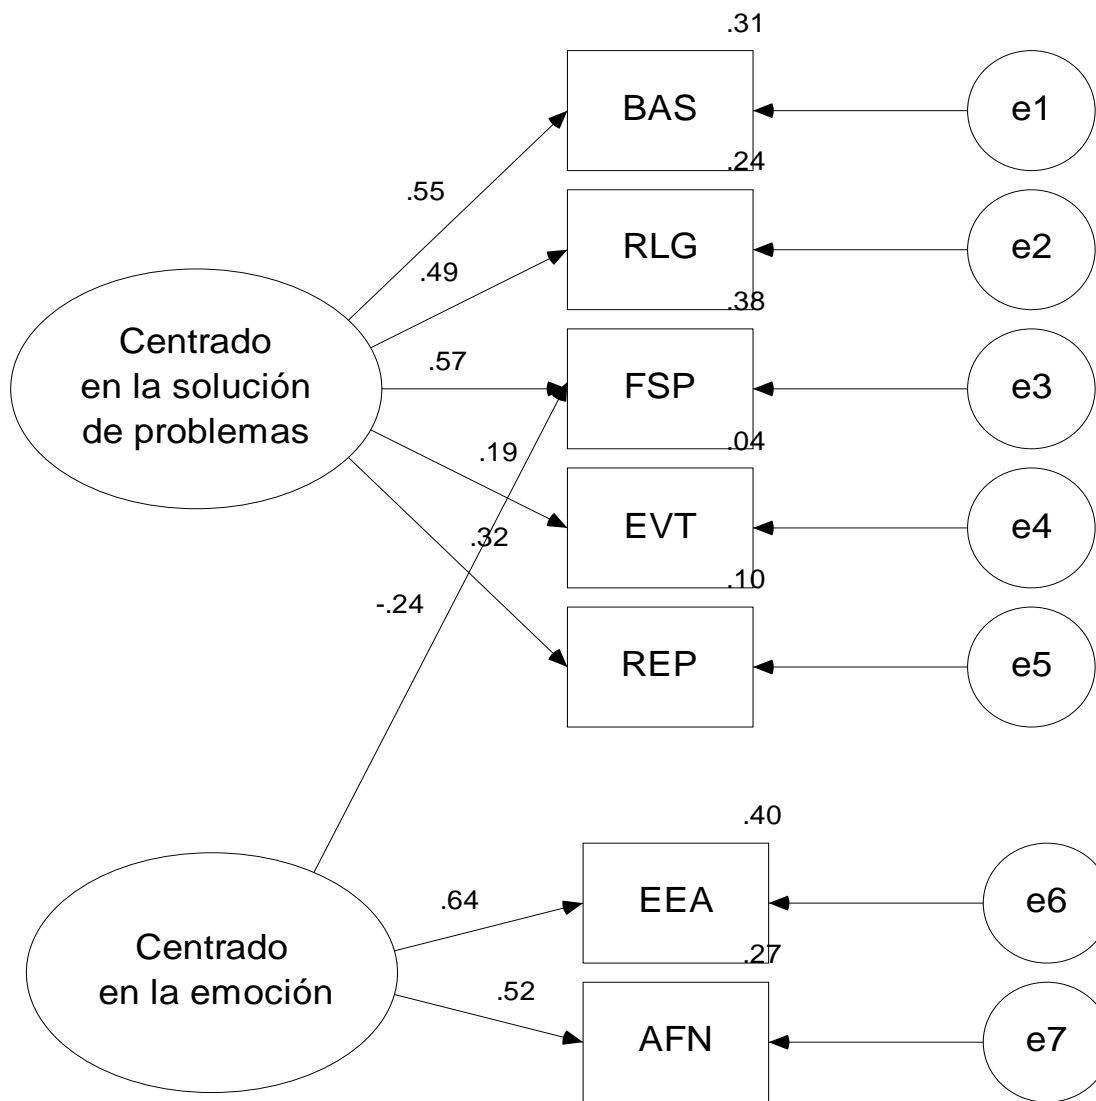 .31
BAS
e1
.24
.55
RLG
e2
.49
.38
Centrado
en la solución
de problemas
.57
FSP
e3
.04
.19
EVT
e4
.32
.10
-.24
REP
e5
.40
.64
EEA
e6
.27
Centrado
en la emoción
.52
AFN
e7